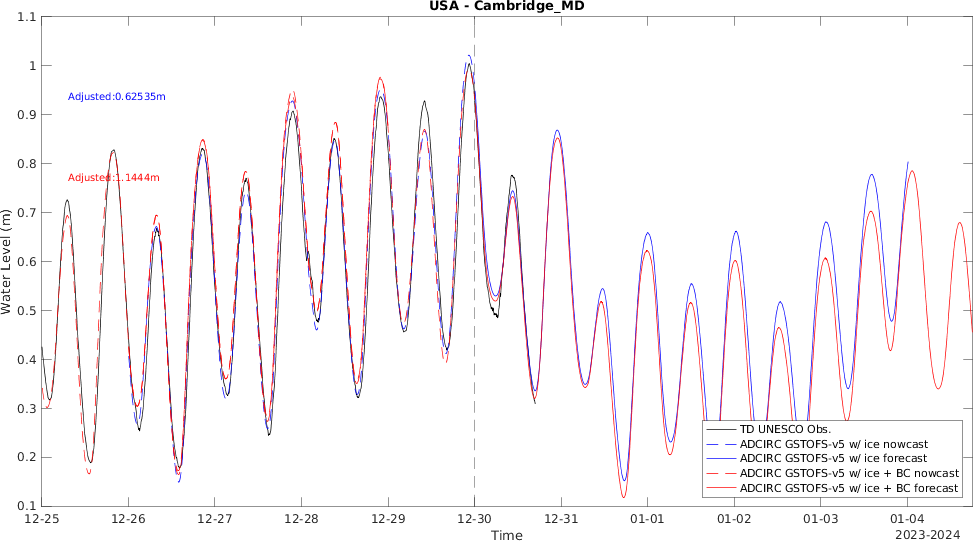 USA - Cambridge_MD
1.1
1
0.9
0.8
0.7
0.6
0.5
0.4
0.3
0.2
0.1
Water Level (m)
Adjusted:0.62535m
Adjusted:1.1444m
TD UNESCO Obs.
ADCIRC GSTOFS-v5 w/ ice nowcast
ADCIRC GSTOFS-v5 w/ ice forecast
ADCIRC GSTOFS-v5 w/ ice + BC nowcast
ADCIRC GSTOFS-v5 w/ ice + BC forecast
12-25 12-26 12-27 12-28 12-29 12-30 12-31 01-01 01-02 01-03 01-04
Time
2023-2024